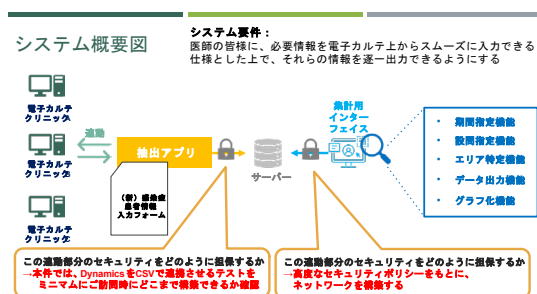 システム概要図
システム要件：
医師の皆様に、必要情報を電子カルテ上からスムーズに入力できる
仕様とした上で、それらの情報を逐一出力できるようにする
電子カルテ
クリニックA
連動
電子カルテ
クリニックB
電子カルテ
クリニックC
抽出アプリ
（新）感染症
患者情報
入力フォーム
サーバー
集計用
インター
フェイス
• 期間指定機能
• 設問指定機能
• エリア特定機能
• データ出力機能
• グラフ化機能
この連動部分のセキュリティをどのように担保するか
→本件では、DynamicsをCSVで連携させるテストを
ミニマムにご訪問時にどこまで構築できるか確認
この連動部分のセキュリティをどのように担保するか
→高度なセキュリティポリシーをもとに、
ネットワークを構築する